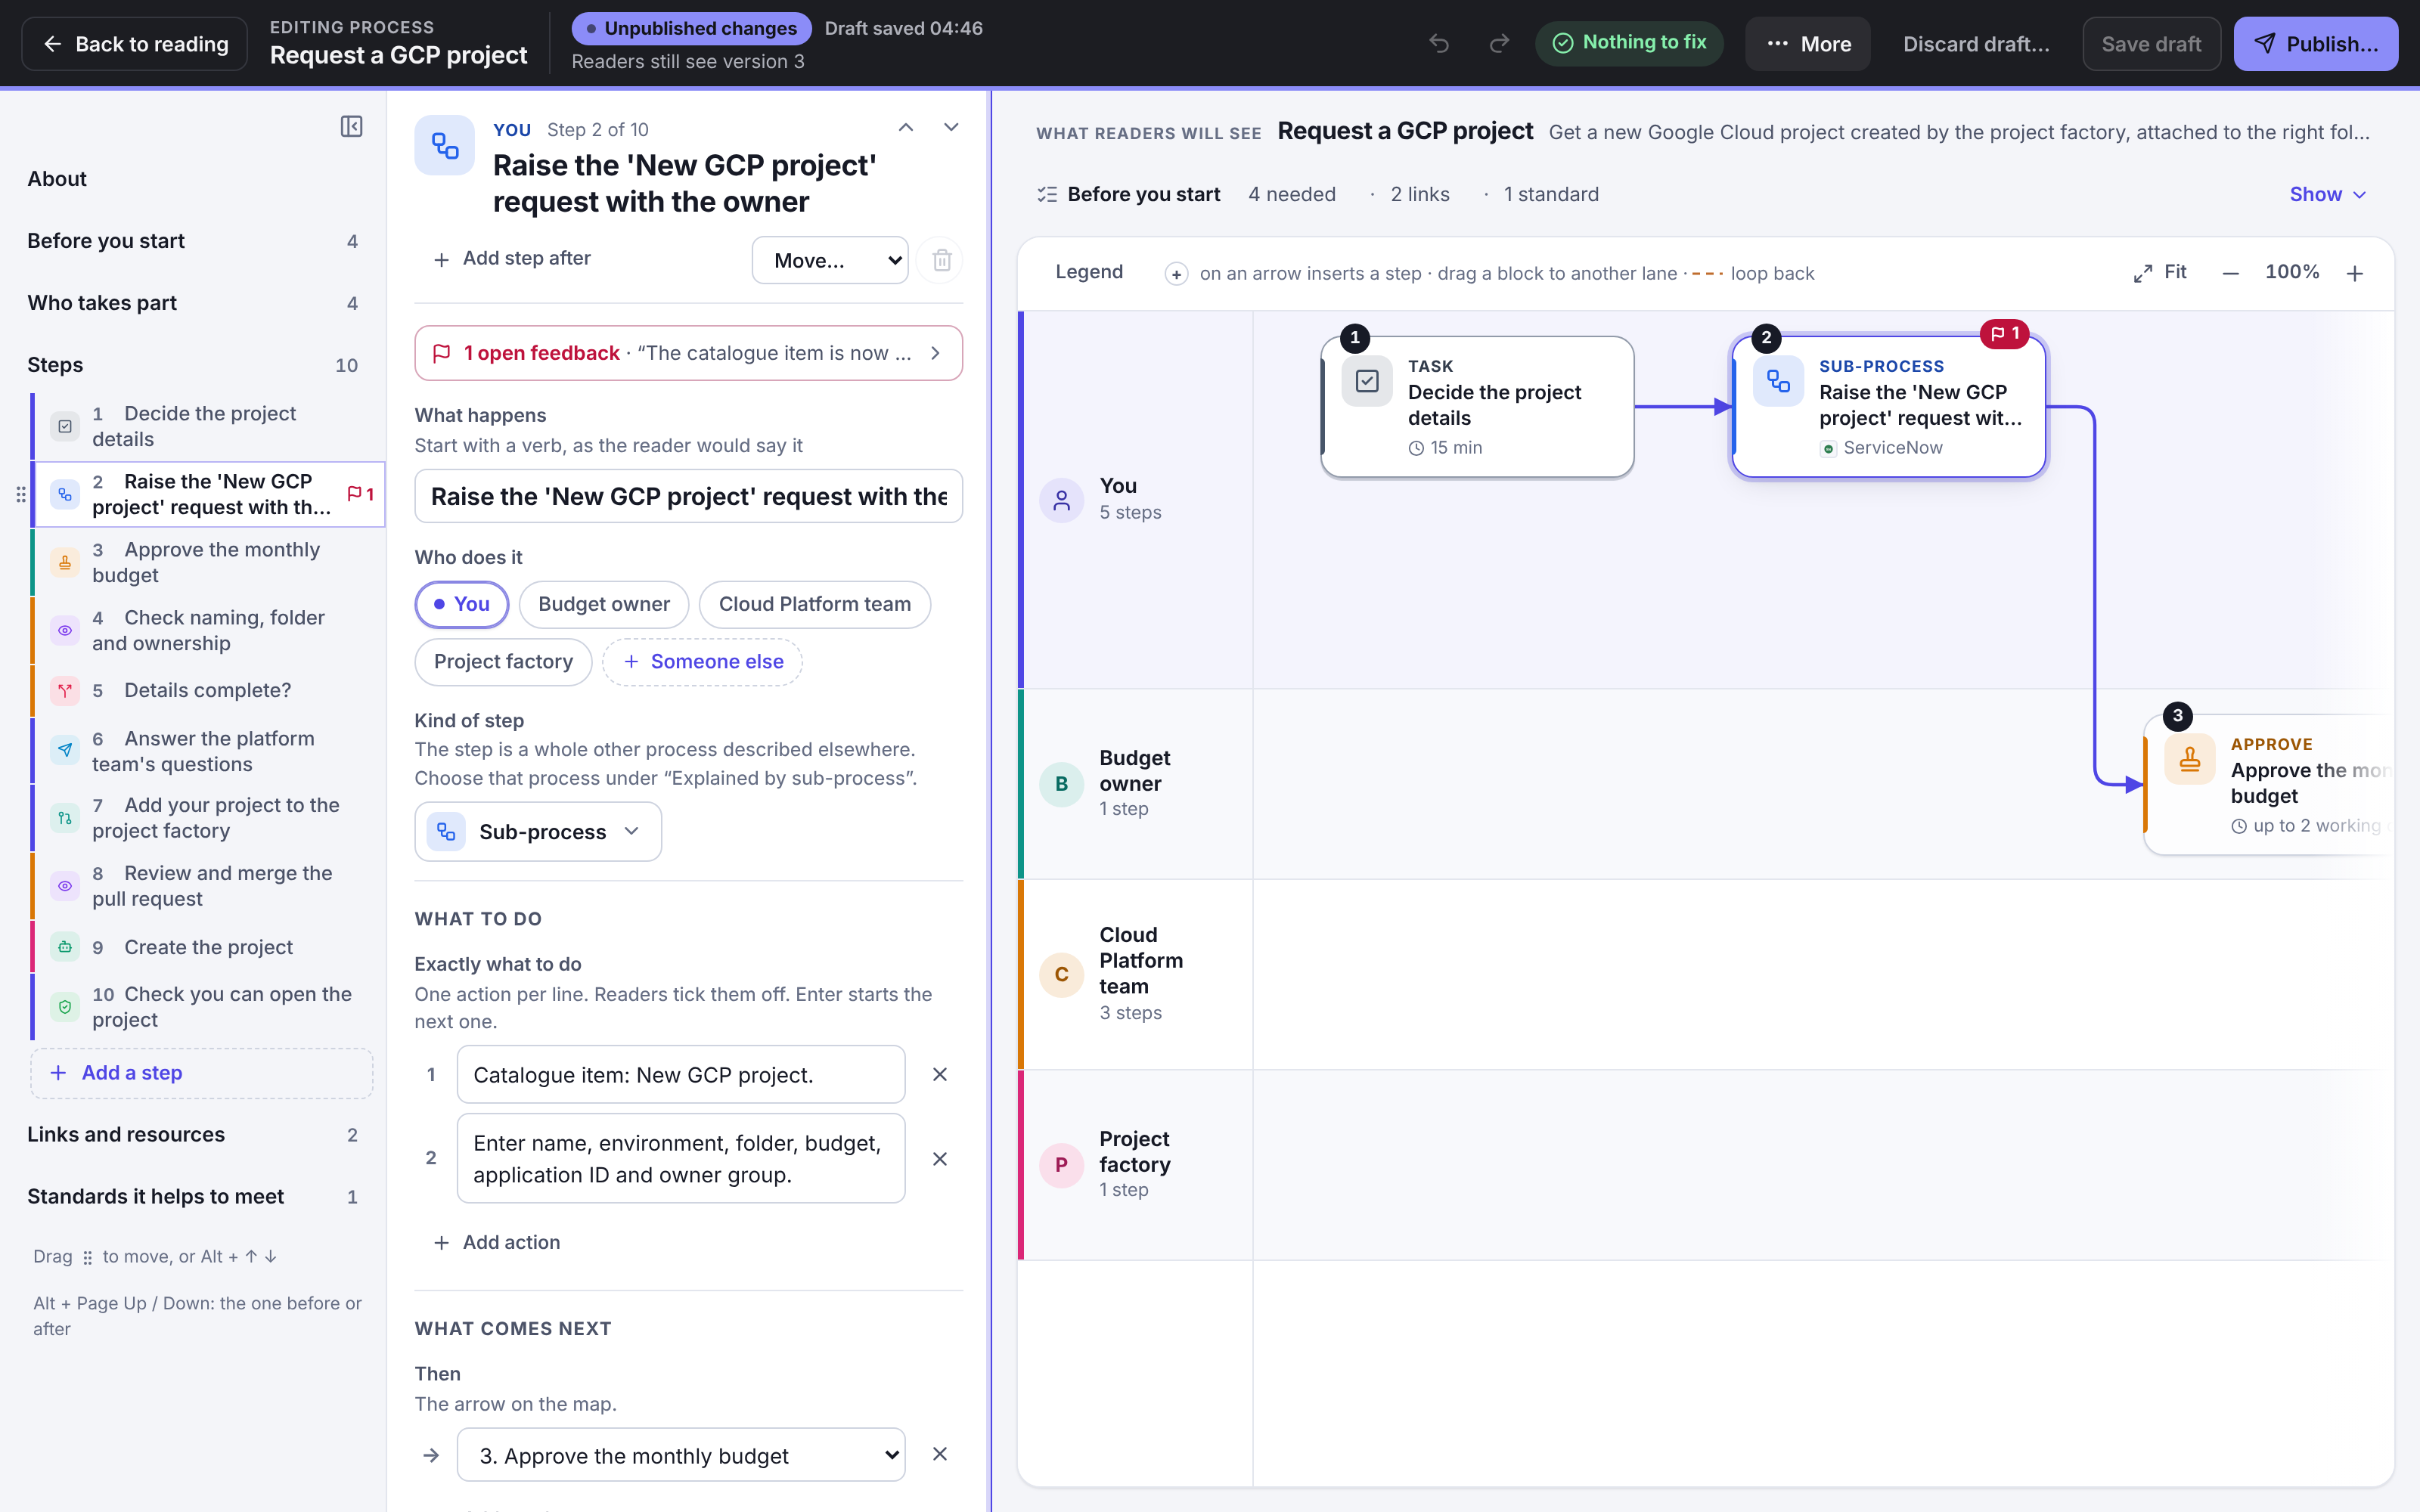 Back to reading
EDITING PROCESS
Request a GCP project
Unpublished changes
Draft saved 04:46
Readers still see version 3
Nothing to fix
More
Discard draft...
Save draft
Publish...
About
Before you start 4
Who takes part 4
Steps 10
1 Decide the project
details
2 Raise the 'New GCP
project' request with th...
1
3 Approve the monthly
budget
4 Check naming, folder
and ownership
5 Details complete?
6 Answer the platform
team's questions
7 Add your project to the
project factory
8 Review and merge the
pull request
9 Create the project
10 Check you can open the
project
+ Add a step
Links and resources 2
Standards it helps to meet 1
Drag to move, or Alt + ↑ ↓
Alt + Page Up / Down: the one before or
after
YOU Step 2 of 10
Raise the 'New GCP project'
request with the owner
+ Add step after
Move...
1 open feedback · “The catalogue item is now ...
What happens
Start with a verb, as the reader would say it
Raise the 'New GCP project' request with the
Who does it
You
Budget owner
Cloud Platform team
Project factory
+ Someone else
Kind of step
The step is a whole other process described elsewhere.
Choose that process under “Explained by sub-process”.
Sub-process
WHAT TO DO
Exactly what to do
One action per line. Readers tick them off. Enter starts the
next one.
1 Catalogue item: New GCP project.
2 Enter name, environment, folder, budget,
application ID and owner group.
+ Add action
WHAT COMES NEXT
Then
The arrow on the map.
→ 3. Approve the monthly budget
WHAT READERS WILL SEE Request a GCP project Get a new Google Cloud project created by the project factory, attached to the right fol...
Before you start 4 needed · 2 links · 1 standard
Show
Legend
+ on an arrow inserts a step · drag a block to another lane · loop back
Fit
− 100% +
You
5 steps
1
TASK
Decide the project
details
15 min
2
1
SUB-PROCESS
Raise the 'New GCP
project' request wit...
ServiceNow
B
Budget
owner
1 step
3
APPROVE
Approve the mon
budget
up to 2 working
C
Cloud
Platform
team
3 steps
P
Project
factory
1 step